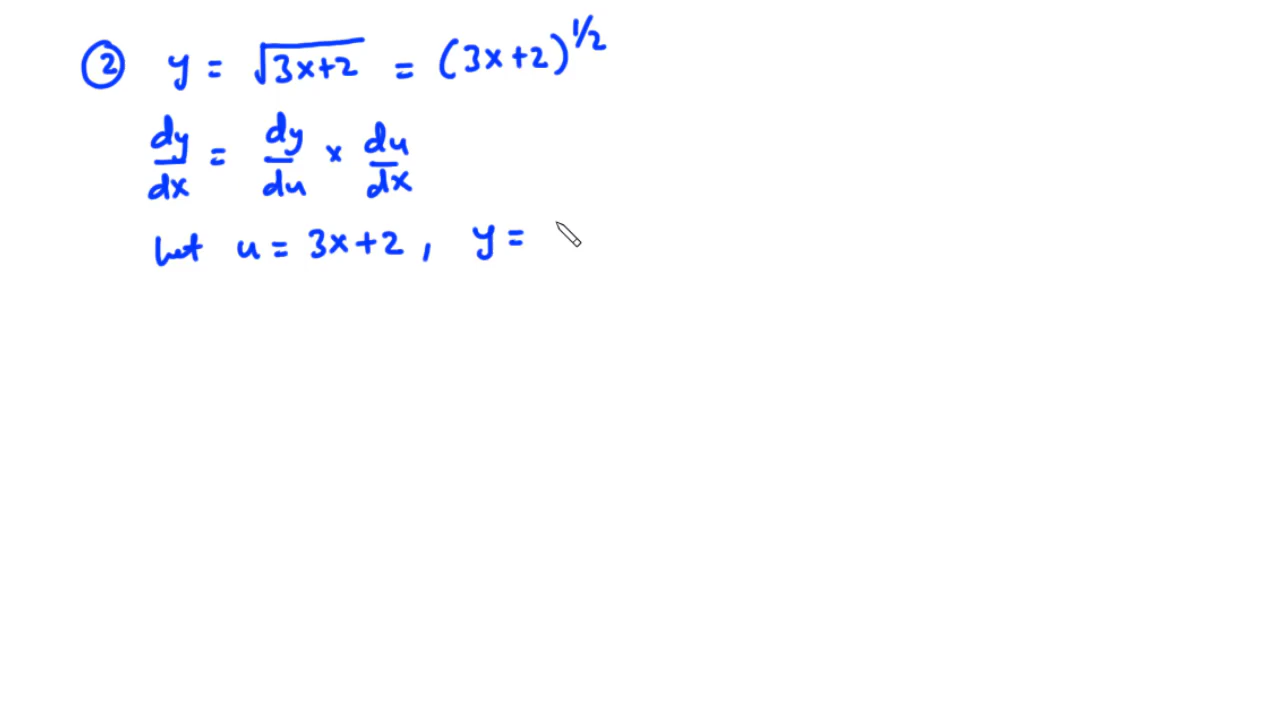 ② y = √3x+2 = (3x+2)^1/2
dy/dx = dy/du × du/dx
Let u = 3x+2, y =